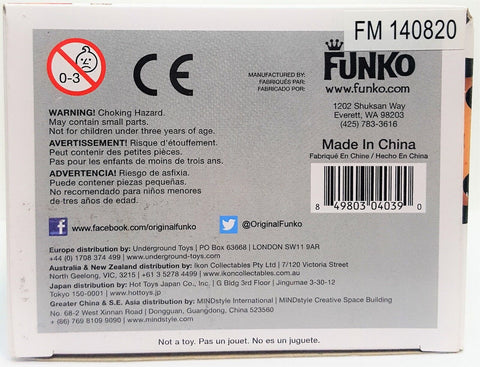 FM 140820
0-3
CE
MANUFACTURED BY:
FABRIQUÉS PAR:
FABRICADO POR:
FUNKO
www.funko.com
1202 Shuksan Way
Everett, WA 98203
(425) 783-3616
WARNING! Choking Hazard.
May contain small parts.
Not for children under three years of age.
AVERTISSEMENT! Risque d'étouffement.
Peut contenir des petites pièces.
Pas pour les enfants de moins de trois ans.
ADVERTENCIA! Riesgo de asfixia.
Puede contener piezas pequeñas.
No recomendado para niños menores
de tres años de edad.
Made In China
Fabriqué En Chine / Hecho En China
8 49803 04039 0
www.facebook.com/originalfunko
@OriginalFunko
Europe distribution by: Underground Toys | PO Box 63668 | LONDON SW11 9AR
+44 (0) 1708 374 499 | www.undergroundtoys.com
Australia & New Zealand distribution by: Ikon Collectables Pty Ltd | 7/120 Victoria Street
North Geelong, VIC, 3215 | +61 3 5278 4499 | www.ikoncollectables.com.au
Japan distribution by: Hot Toys Japan Co., Inc. | G Bldg 3rd Floor | Jingumae 3-30-12
Tokyo 150-0001 | www.hottoys.jp
Greater China & S.E. Asia distribution by: MINDstyle International | MINDstyle Creative Space Building
No. 68-2 West Xinnan Road | Dongguan, Guangdong, China 523560
+ (86) 769 8109 9090 | www.mindstyle.com
Not a toy. Pas un jouet. No es un juguete.